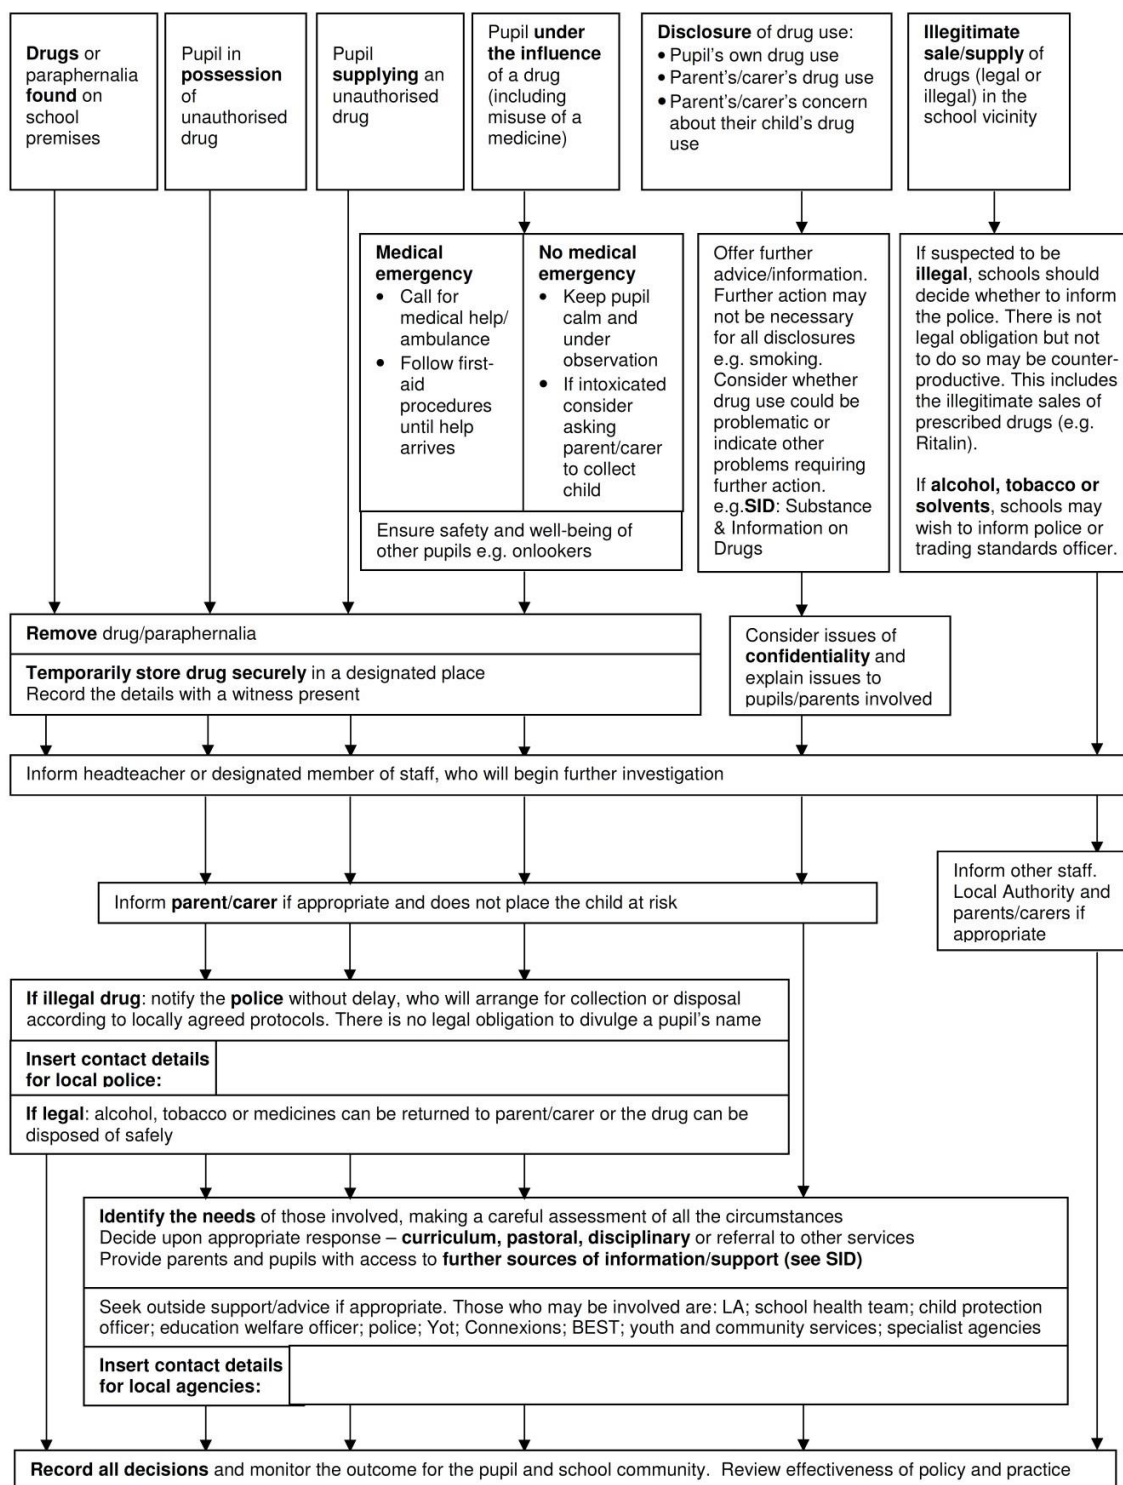 Drugs or
paraphernalia
found on
school
premises
Pupil in
possession
of
unauthorised
drug
Pupil
supplying an
unauthorised
drug
Pupil under
the influence
of a drug
(including
misuse of a
medicine)
Disclosure of drug use:
• Pupil's own drug use
• Parent's/carer's drug use
• Parent's/carer's concern
about their child's drug
use
Illegitimate
sale/supply of
drugs (legal or
illegal) in the
school vicinity
Medical
emergency
• Call for
medical help/
ambulance
• Follow first-
aid
procedures
until help
arrives
No medical
emergency
• Keep pupil
calm and
under
observation
• If intoxicated
consider
asking
parent/carer
to collect
child
Ensure safety and well-being of
other pupils e.g. onlookers
Offer further
advice/information.
Further action may
not be necessary
for all disclosures
e.g. smoking.
Consider whether
drug use could be
problematic or
indicate other
problems requiring
further action.
e.g.SID: Substance
& Information on
Drugs
If suspected to be
illegal, schools should
decide whether to inform
the police. There is not
legal obligation but not
to do so may be counter-
productive. This includes
the illegitimate sales of
prescribed drugs (e.g.
Ritalin).
If alcohol, tobacco or
solvents, schools may
wish to inform police or
trading standards officer.
Remove drug/paraphernalia
Temporarily store drug securely in a designated place
Record the details with a witness present
Consider issues of
confidentiality and
explain issues to
pupils/parents involved
Inform headteacher or designated member of staff, who will begin further investigation
Inform parent/carer if appropriate and does not place the child at risk
Inform other staff.
Local Authority and
parents/carers if
appropriate
If illegal drug: notify the police without delay, who will arrange for collection or disposal
according to locally agreed protocols. There is no legal obligation to divulge a pupil's name
Insert contact details
for local police:
If legal: alcohol, tobacco or medicines can be returned to parent/carer or the drug can be
disposed of safely
Identify the needs of those involved, making a careful assessment of all the circumstances
Decide upon appropriate response – curriculum, pastoral, disciplinary or referral to other services
Provide parents and pupils with access to further sources of information/support (see SID)
Seek outside support/advice if appropriate. Those who may be involved are: LA; school health team; child protection
officer; education welfare officer; police; Yot; Connexions; BEST; youth and community services; specialist agencies
Insert contact details
for local agencies:
Record all decisions and monitor the outcome for the pupil and school community. Review effectiveness of policy and practice